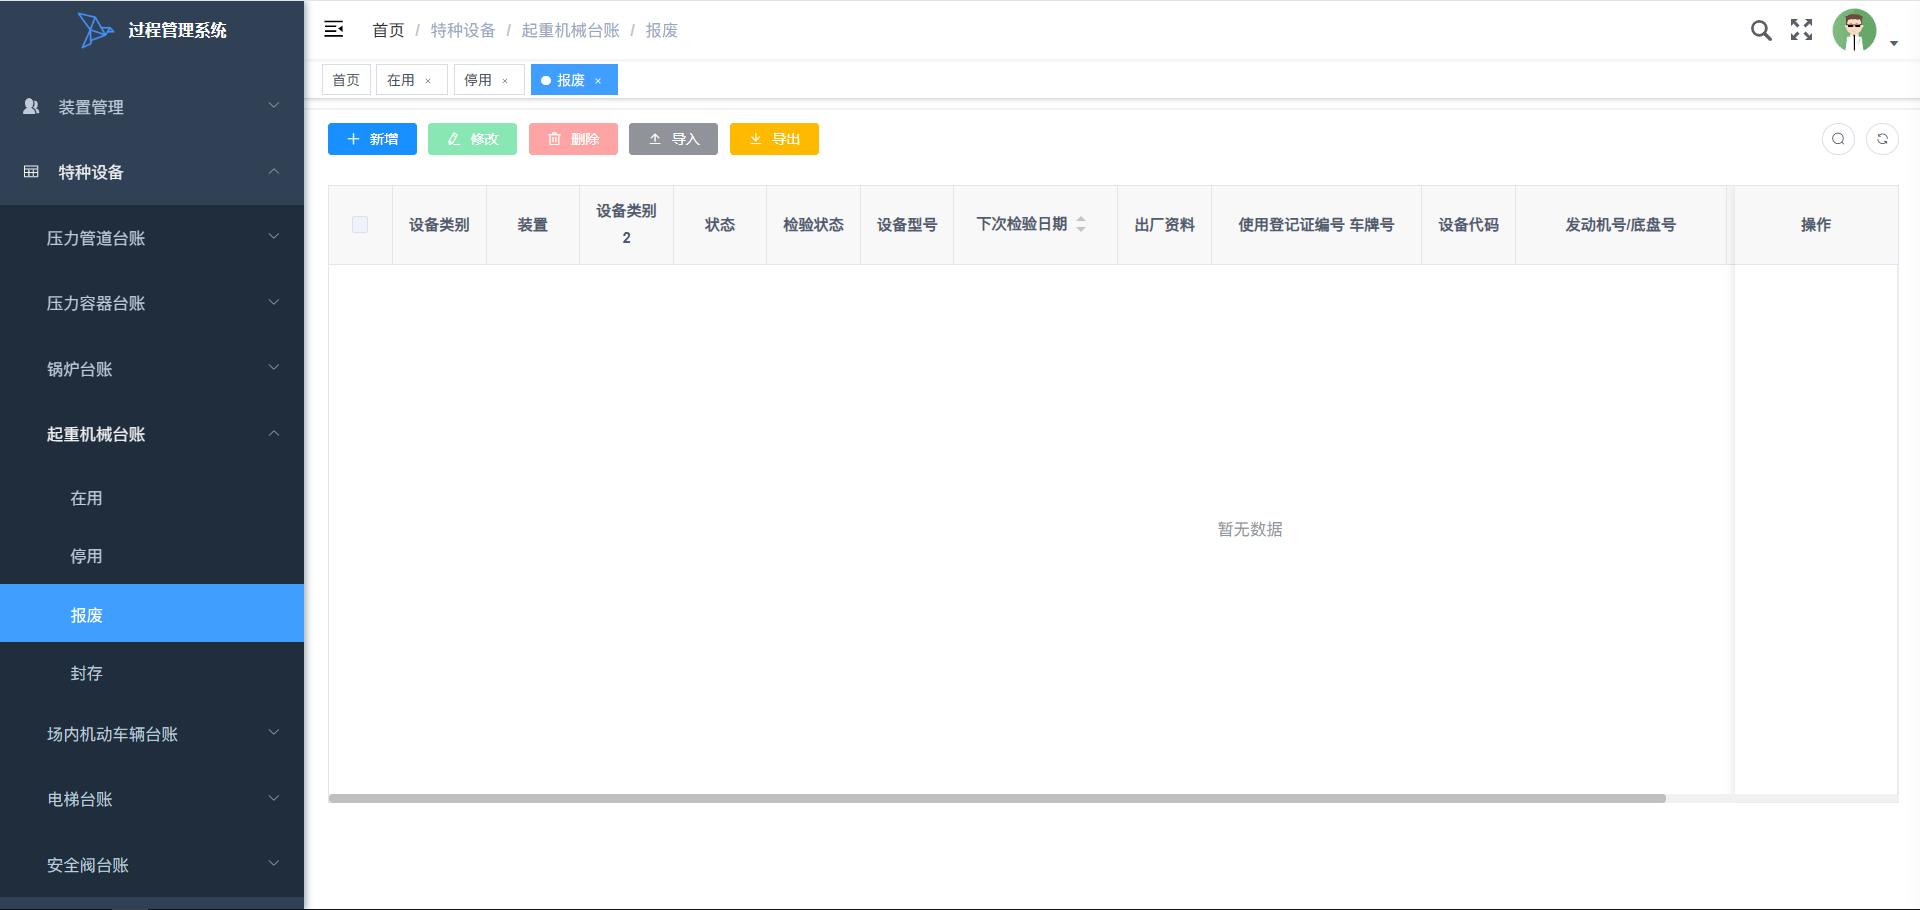 过程管理系统
首页 / 特种设备 / 起重机械台账 / 报废
首页 在用 × 停用 × 报废 ×
装置管理
特种设备
压力管道台账
压力容器台账
锅炉台账
起重机械台账
在用
停用
报废
封存
场内机动车辆台账
电梯台账
安全阀台账
新增 修改 删除 导入 导出
设备类别 装置 设备类别2 状态 检验状态 设备型号 下次检验日期 出厂资料 使用登记证编号 车牌号 设备代码 发动机号/底盘号 操作
暂无数据